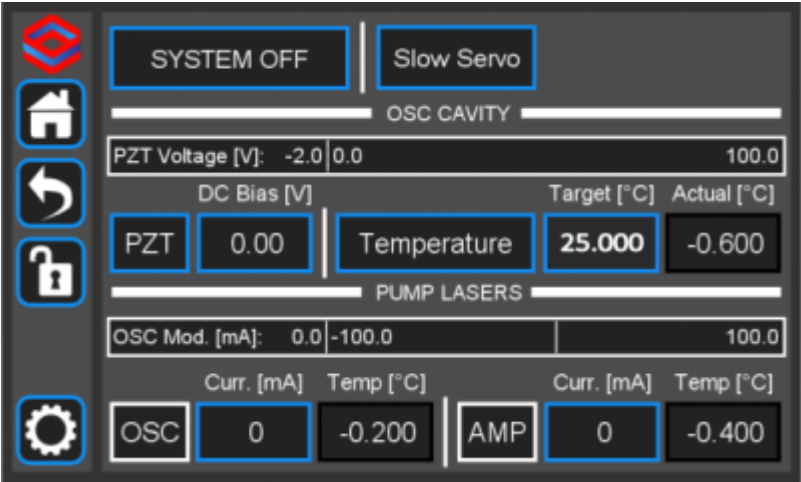 SYSTEM OFF Slow Servo
OSC CAVITY
PZT Voltage [V]: -2.0 0.0 100.0
DC Bias [V] Target [°C] Actual [°C]
PZT 0.00 Temperature 25.000 -0.600
PUMP LASERS
OSC Mod. [mA]: 0.0 -100.0 100.0
Curr. [mA] Temp [°C] Curr. [mA] Temp [°C]
OSC 0 -0.200 AMP 0 -0.400